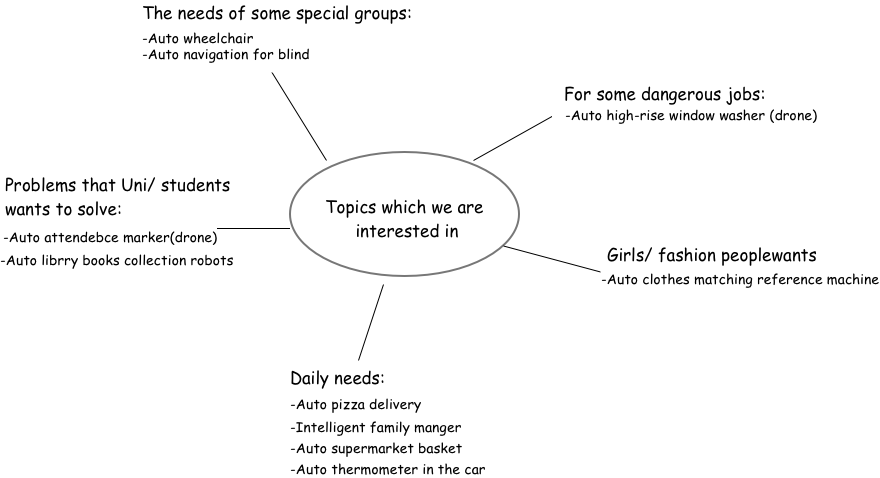 The needs of some special groups:
-Auto wheelchair
-Auto navigation for blind
For some dangerous jobs:
-Auto high-rise window washer (drone)
Problems that Uni/ students
wants to solve:
-Auto attendebce marker(drone)
-Auto librry books collection robots
Topics which we are
interested in
Girls/ fashion peoplewants
-Auto clothes matching reference machine
Daily needs:
-Auto pizza delivery
-Intelligent family manger
-Auto supermarket basket
-Auto thermometer in the car